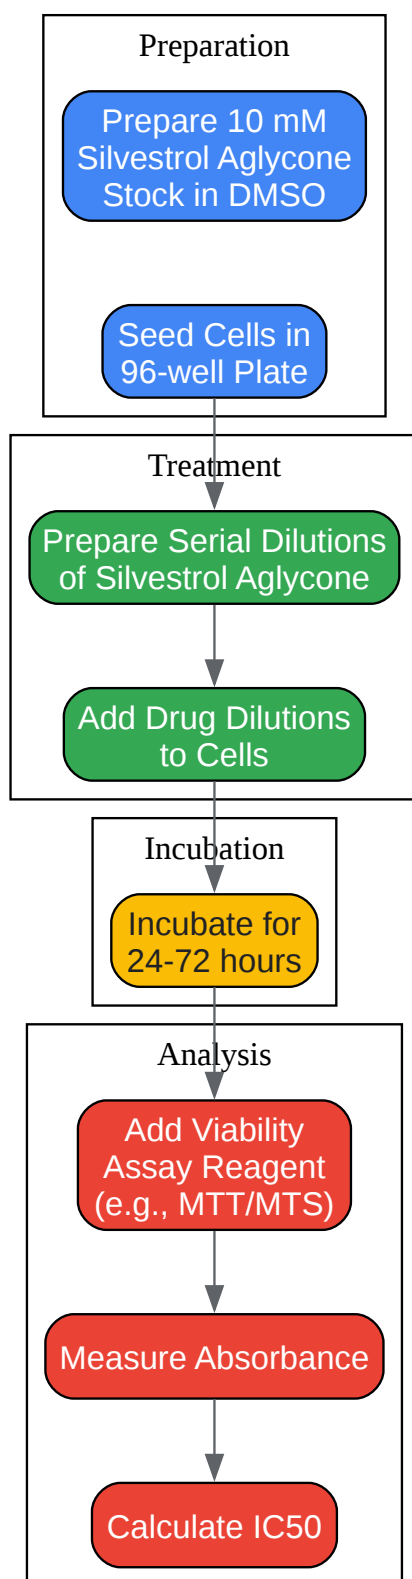 Preparation
Prepare 10 mM
Silvestrol Aglycone
Stock in DMSO
Seed Cells in
96-well Plate
Treatment
Prepare Serial Dilutions
of Silvestrol Aglycone
Add Drug Dilutions
to Cells
Incubation
Incubate for
24-72 hours
Analysis
Add Viability
Assay Reagent
(e.g., MTT/MTS)
Measure Absorbance
Calculate IC50